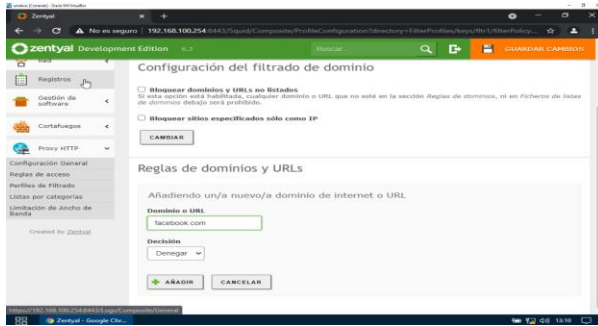 Zentyal
No es seguro | 192.168.100.254:8443/Squid/Composite/ProfileConfiguration?directory=FilterProfiles/keys/fltr1/filterPolicy...
zentyal Development Edition 6.2
Buscar...
GUARDAR CAMBIOS
Red
Registros
Gestión de
software
Cortafuegos
Proxy HTTP
Configuración General
Reglas de acceso
Perfiles de Filtrado
Listas por categorías
Limitación de Ancho de
Banda
Created by Zentyal
Configuración del filtrado de dominio
Bloquear dominios y URLs no listados
Si esta opción está habilitada, cualquier dominio o URL que no esté en la sección Reglas de dominios, ni en Ficheros de listas
de dominios debajo será prohibido.
Bloquear sitios especificados sólo como IP
CAMBIAR
Reglas de dominios y URLs
Añadiendo un/a nuevo/a dominio de internet o URL
Dominio o URL
facebook.com
Decisión
Denegar
AÑADIR
CANCELAR
https://192.168.100.254:8443/Logs/Composite/General
Zentyal - Google Chr...
13:10